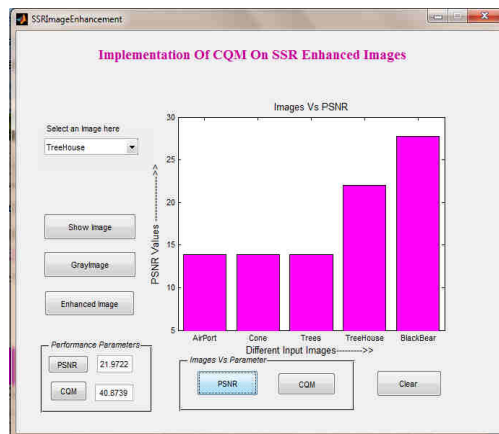 SSRImageEnhancement
Implementation Of CQM On SSR Enhanced Images
Select an Image here
TreeHouse
Show Image
GrayImage
Enhanced Image
Performance Parameters
PSNR 21.9722
CQM 40.8739
Images Vs PSNR
PSNR Values -------------->>
30
25
20
15
10
5
AirPort Cone Trees TreeHouse BlackBear
Different Input Images--------->>
Images Vs Parameter
PSNR CQM
Clear